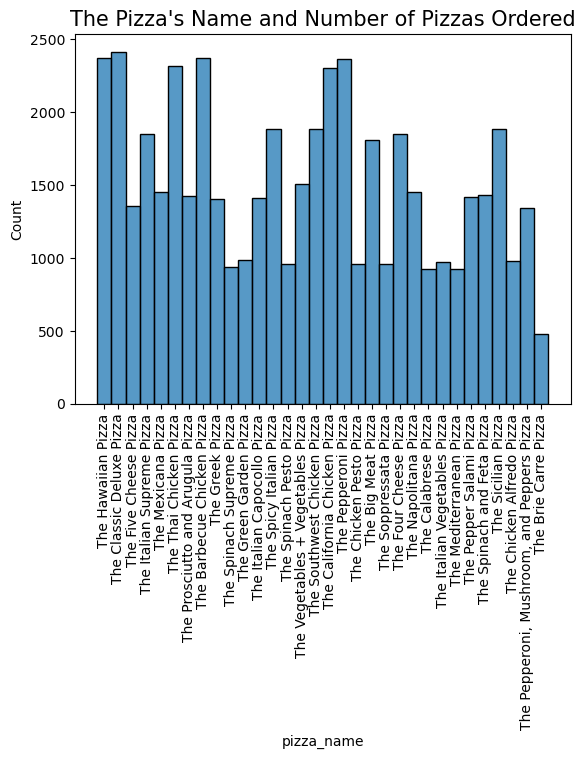 The Pizza's Name and Number of Pizzas Ordered
2500
2000
1500
1000
500
0
Count
The Hawaiian Pizza
The Classic Deluxe Pizza
The Five Cheese Pizza
The Italian Supreme Pizza
The Mexicana Pizza
The Thai Chicken Pizza
The Prosciutto and Arugula Pizza
The Barbecue Chicken Pizza
The Greek Pizza
The Spinach Supreme Pizza
The Green Garden Pizza
The Italian Capocollo Pizza
The Spicy Italian Pizza
The Spinach Pesto Pizza
The Vegetables + Vegetables Pizza
The Southwest Chicken Pizza
The California Chicken Pizza
The Pepperoni Pizza
The Chicken Pesto Pizza
The Big Meat Pizza
The Soppressata Pizza
The Four Cheese Pizza
The Napolitana Pizza
The Calabrese Pizza
The Italian Vegetables Pizza
The Mediterranean Pizza
The Pepper Salami Pizza
The Spinach and Feta Pizza
The Sicilian Pizza
The Chicken Alfredo Pizza
The Pepperoni, Mushroom, and Peppers Pizza
The Brie Carre Pizza
pizza_name